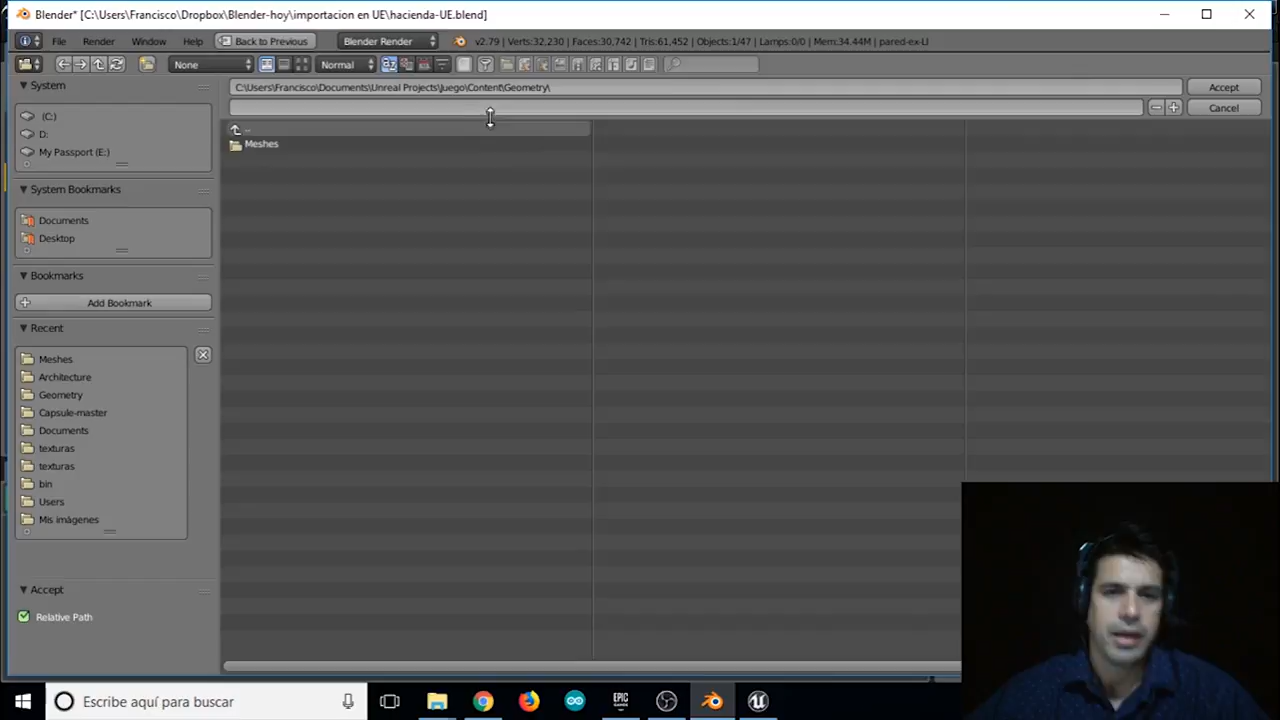 Blender* [C:\Users\Francisco\Dropbox\Blender-hoy\importacion en UE\hacienda-UE.blend]
File Render Window Help Back to Previous Blender Render v2.79 | Verts:32,230 | Faces:30,742 | Tris:61,452 | Objects:1/47 | Lamps:0/0 | Mem:34.44M | pared-ex-LI
None Normal
System
(C:)
D:
My Passport (E:)
System Bookmarks
Documents
Desktop
Bookmarks
Add Bookmark
Recent
Meshes
Architecture
Geometry
Capsule-master
Documents
texturas
texturas
bin
Users
Mis imágenes
Accept
Relative Path
C:\Users\Francisco\Documents\Unreal Projects\Juego\Content\Geometry\
Accept
Cancel
..
Meshes
Escribe aquí para buscar
EPIC
GAMES